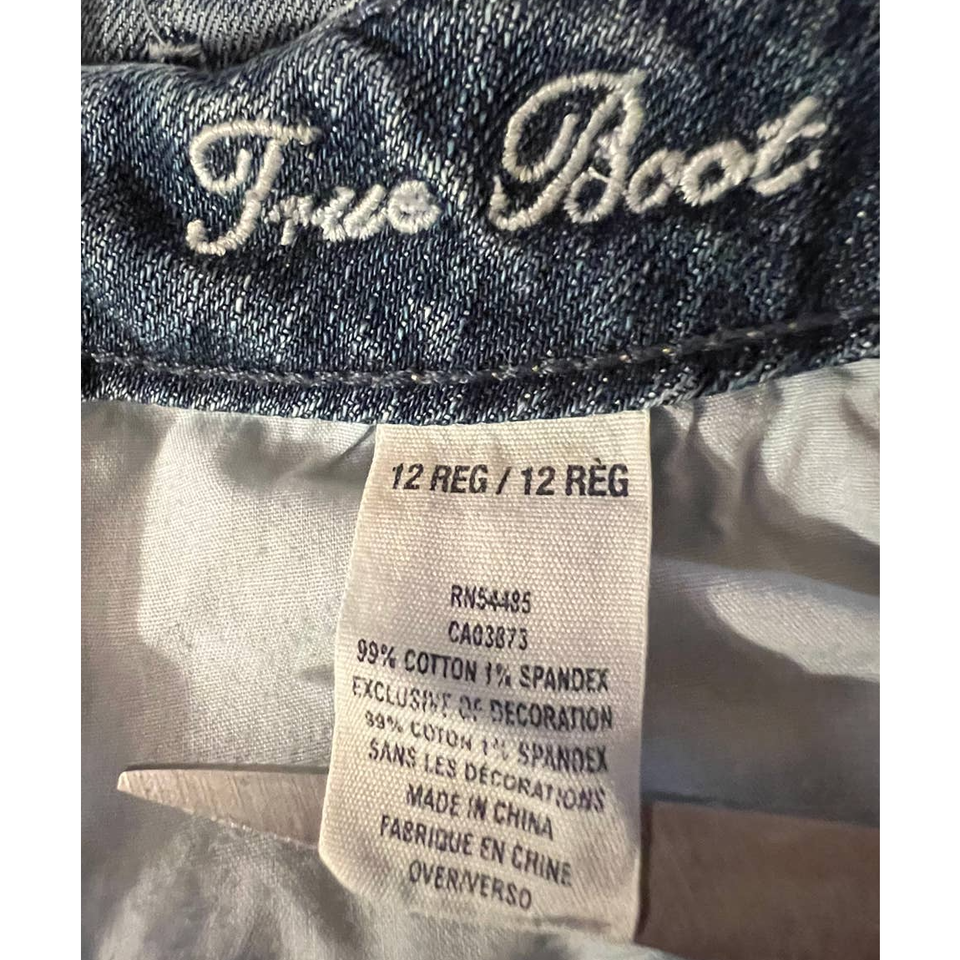 True Boot
12 REG / 12 RÈG
RN54485
CA03873
99% COTTON 1% SPANDEX
EXCLUSIVE OF DECORATION
99% COTON 1% SPANDEX
SANS LES DÉCORATIONS
MADE IN CHINA
FABRIQUE EN CHINE
OVER/VERSO